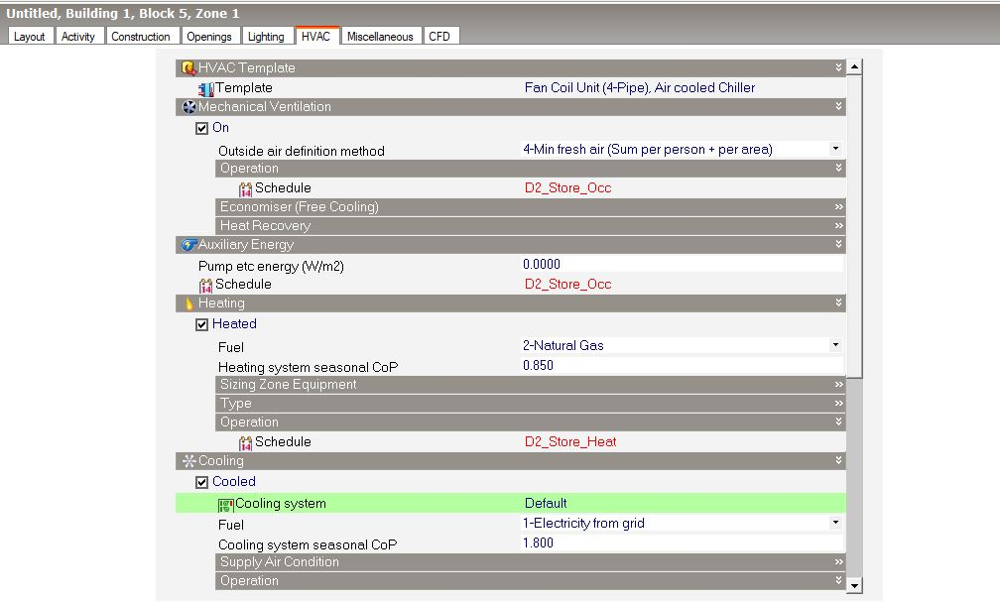 Untitled, Building 1, Block 5, Zone 1
Layout Activity Construction Openings Lighting HVAC Miscellaneous CFD
HVAC Template
Template Fan Coil Unit (4-Pipe), Air cooled Chiller
Mechanical Ventilation
On
Outside air definition method 4-Min fresh air (Sum per person + per area)
Operation
14 Schedule D2_Store_Occ
Economiser (Free Cooling)
Heat Recovery
Auxiliary Energy
Pump etc energy (W/m2) 0.0000
14 Schedule D2_Store_Occ
Heating
Heated
Fuel 2-Natural Gas
Heating system seasonal CoP 0.850
Sizing Zone Equipment
Type
Operation
14 Schedule D2_Store_Heat
Cooling
Cooled
Cooling system Default
Fuel 1-Electricity from grid
Cooling system seasonal CoP 1.800
Supply Air Condition
Operation